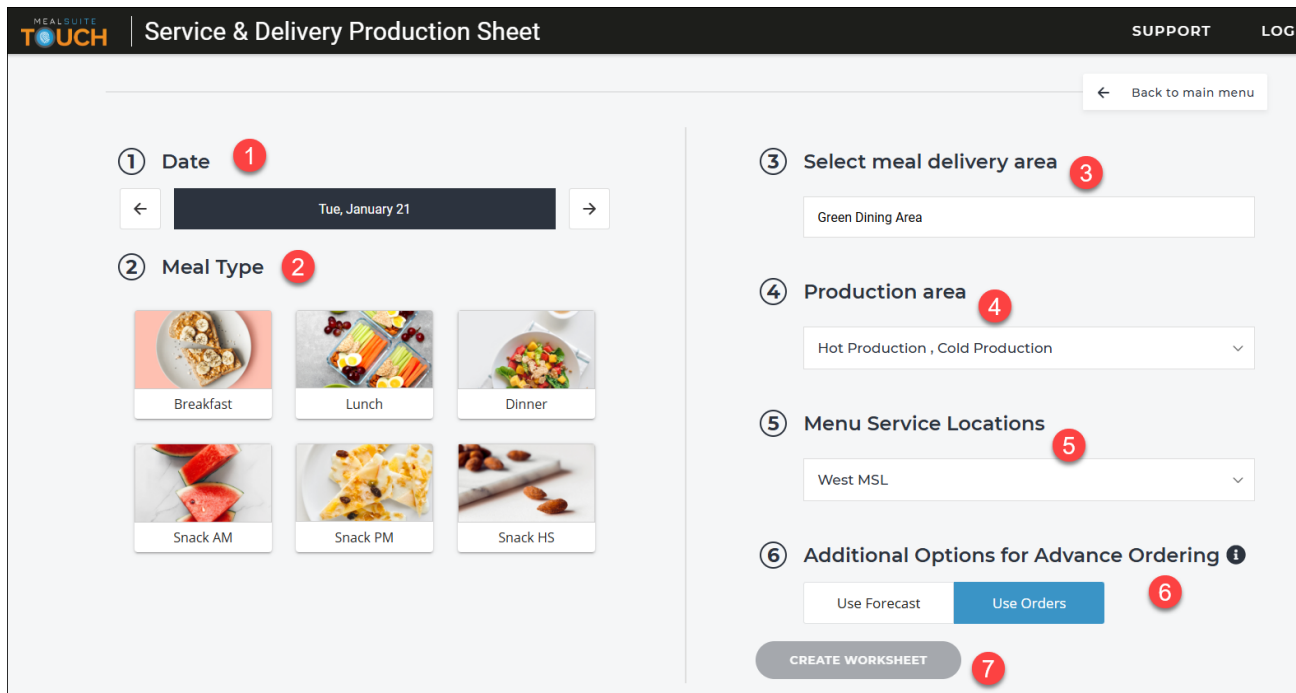 MEALSUITE
TOUCH
Service & Delivery Production Sheet
SUPPORT
LOG
← Back to main menu
1 Date 1
← Tue, January 21 →
2 Meal Type 2
Breakfast
Lunch
Dinner
Snack AM
Snack PM
Snack HS
3 Select meal delivery area 3
Green Dining Area
4 Production area 4
Hot Production , Cold Production
5 Menu Service Locations 5
West MSL
6 Additional Options for Advance Ordering i
Use Forecast
Use Orders
6
CREATE WORKSHEET 7